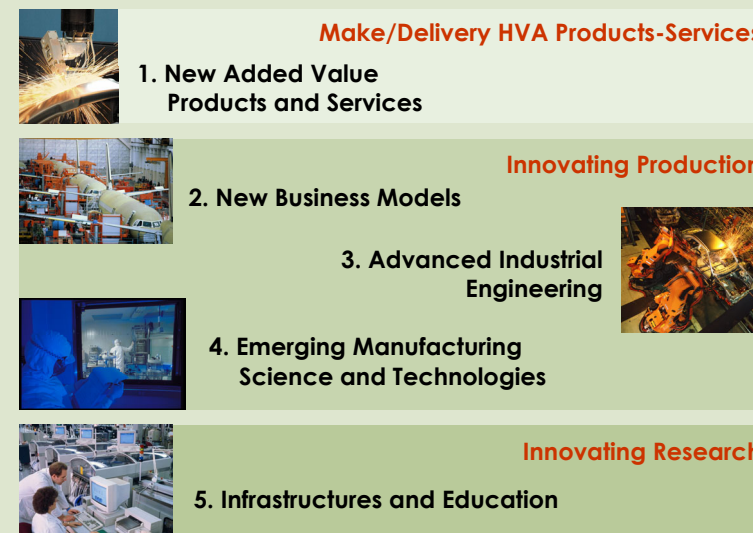 Make/Delivery HVA Products-Services
1. New Added Value
Products and Services
Innovating Production
2. New Business Models
3. Advanced Industrial
Engineering
4. Emerging Manufacturing
Science and Technologies
Innovating Research
5. Infrastructures and Education